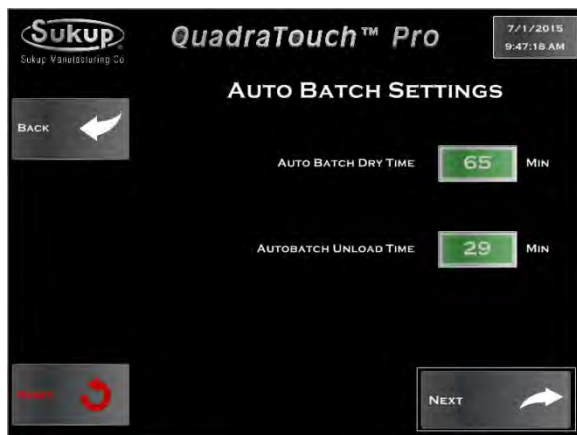 Sukup
Sukup Manufacturing Co
QuadraTouch™ Pro
7/1/2015
9:47:18 AM
AUTO BATCH SETTINGS
BACK
AUTO BATCH DRY TIME 65 MIN
AUTOBATCH UNLOAD TIME 29 MIN
NEXT